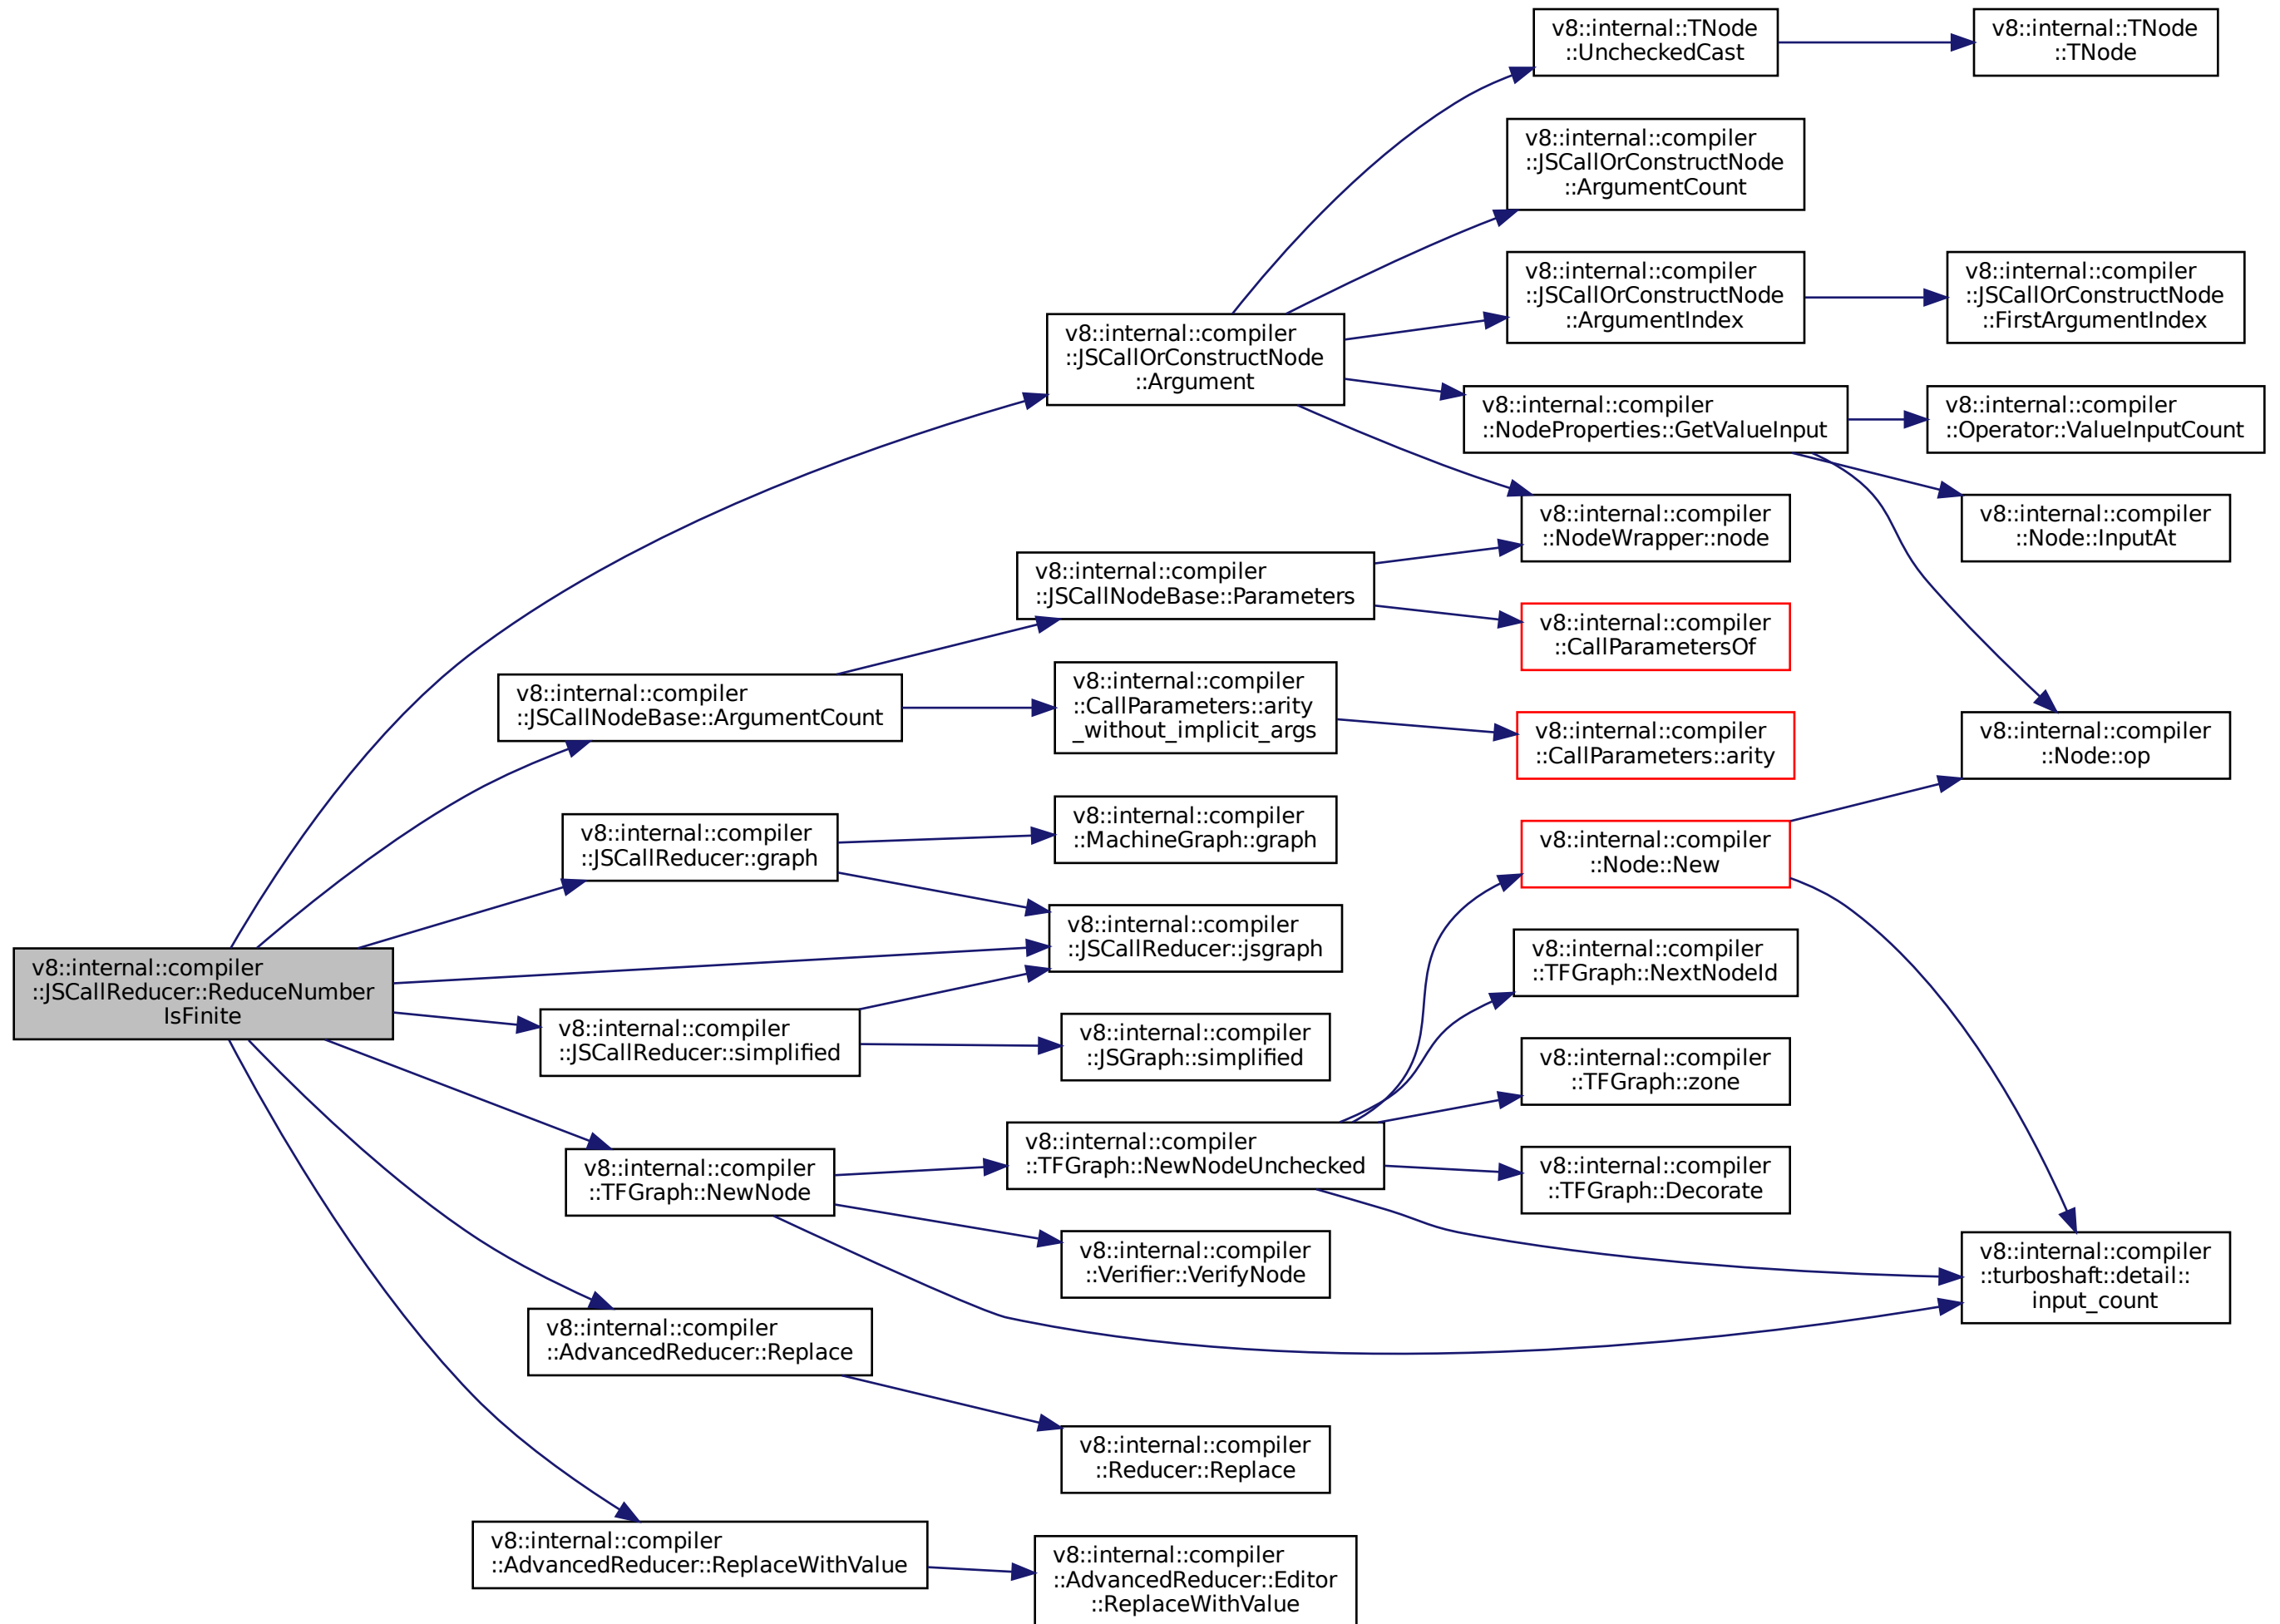 v8::internal::TNode
::UncheckedCast
v8::internal::TNode
::TNode
v8::internal::compiler
::JSCallOrConstructNode
::ArgumentCount
v8::internal::compiler
::JSCallOrConstructNode
::ArgumentIndex
v8::internal::compiler
::JSCallOrConstructNode
::FirstArgumentIndex
v8::internal::compiler
::JSCallOrConstructNode
::Argument
v8::internal::compiler
::NodeProperties::GetValueInput
v8::internal::compiler
::Operator::ValueInputCount
v8::internal::compiler
::NodeWrapper::node
v8::internal::compiler
::Node::InputAt
v8::internal::compiler
::JSCallNodeBase::Parameters
v8::internal::compiler
::CallParametersOf
v8::internal::compiler
::JSCallNodeBase::ArgumentCount
v8::internal::compiler
::CallParameters::arity
_without_implicit_args
v8::internal::compiler
::CallParameters::arity
v8::internal::compiler
::Node::op
v8::internal::compiler
::JSCallReducer::graph
v8::internal::compiler
::MachineGraph::graph
v8::internal::compiler
::Node::New
v8::internal::compiler
::JSCallReducer::jsgraph
v8::internal::compiler
::TFGraph::NextNodeId
v8::internal::compiler
::JSCallReducer::ReduceNumber
IsFinite
v8::internal::compiler
::JSCallReducer::simplified
v8::internal::compiler
::JSGraph::simplified
v8::internal::compiler
::TFGraph::zone
v8::internal::compiler
::TFGraph::NewNode
v8::internal::compiler
::TFGraph::NewNodeUnchecked
v8::internal::compiler
::TFGraph::Decorate
v8::internal::compiler
::Verifier::VerifyNode
v8::internal::compiler
::turboshaft::detail::
input_count
v8::internal::compiler
::AdvancedReducer::Replace
v8::internal::compiler
::Reducer::Replace
v8::internal::compiler
::AdvancedReducer::ReplaceWithValue
v8::internal::compiler
::AdvancedReducer::Editor
::ReplaceWithValue